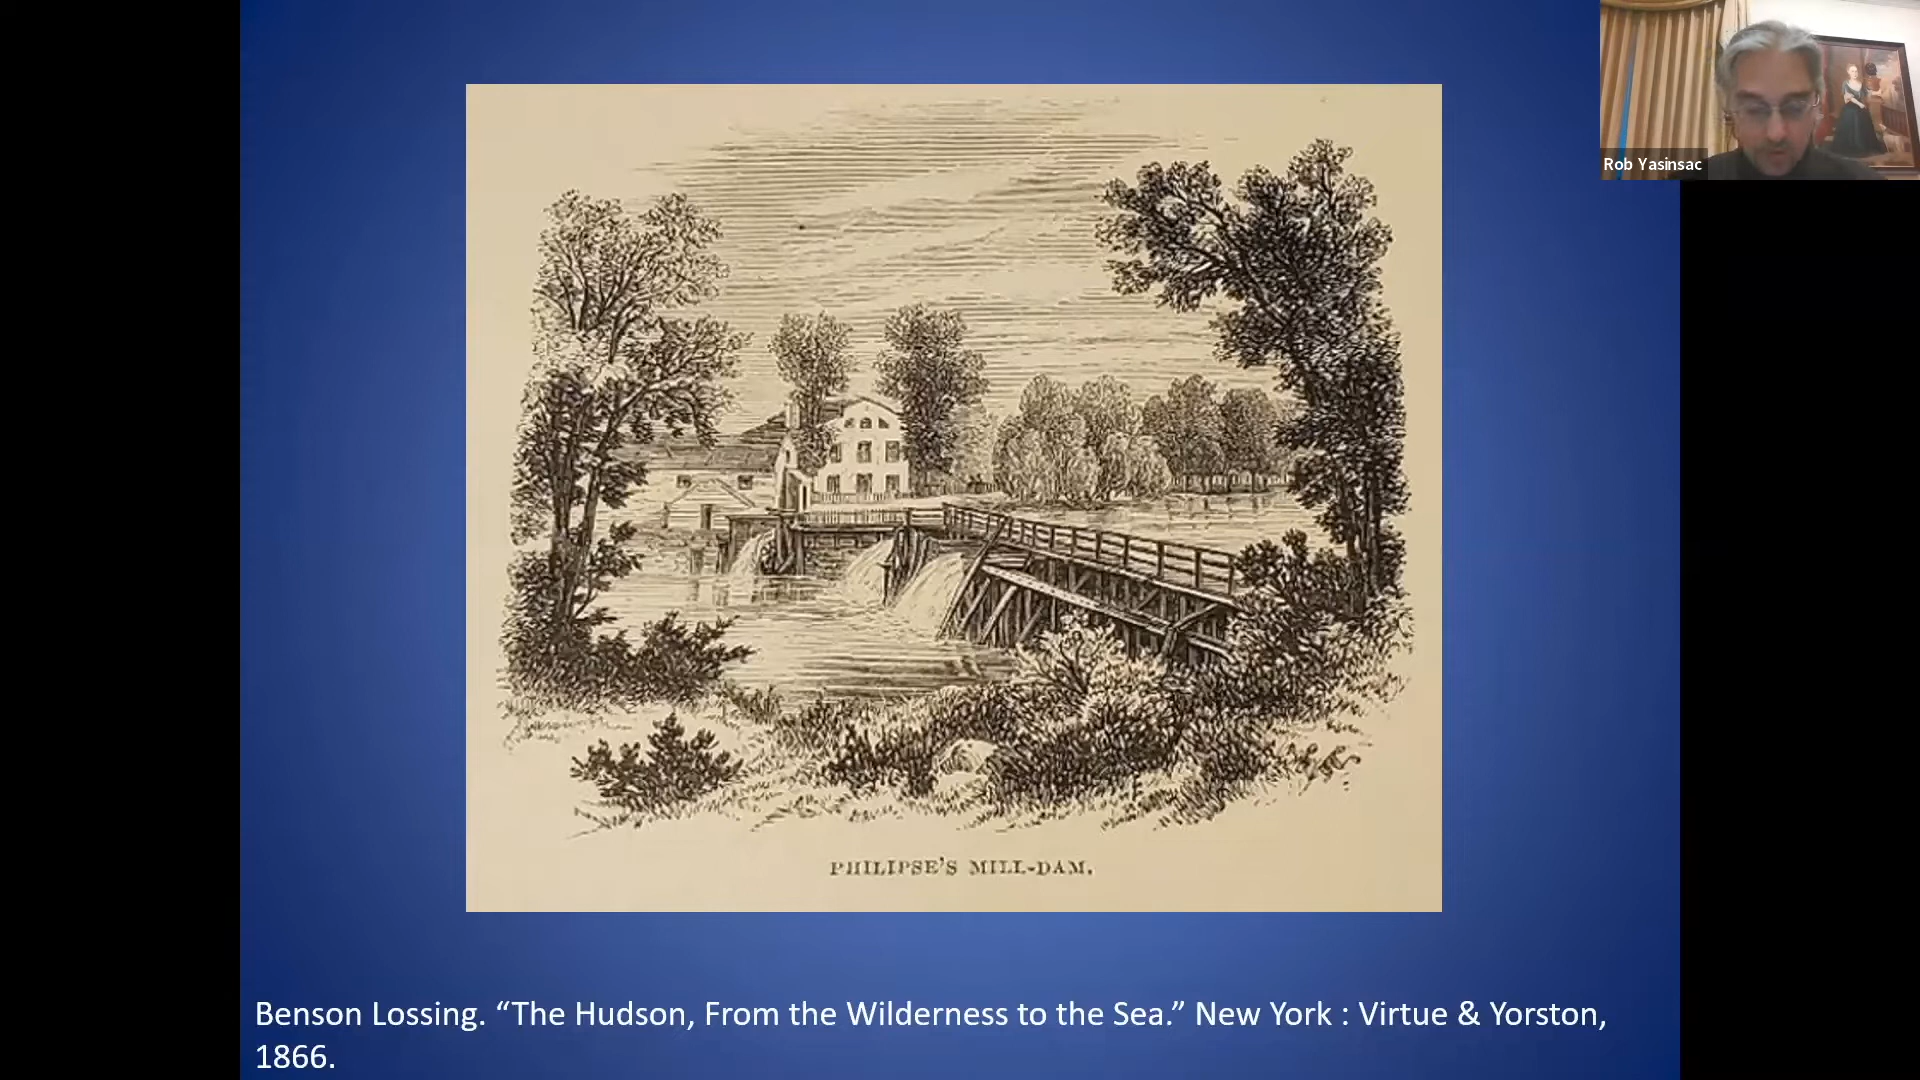 Rob Yasinsac
PHILIPSE'S MILL-DAM.
Benson Lossing. “The Hudson, From the Wilderness to the Sea.” New York : Virtue & Yorston,
1866.